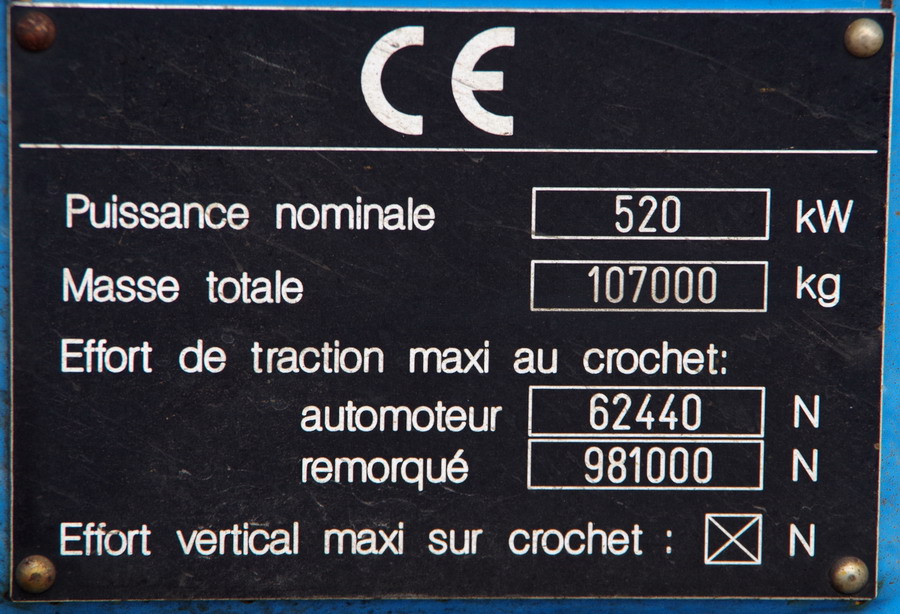 CE
Puissance nominale 520 kW
Masse totale 107000 kg
Effort de traction maxi au crochet:
automoteur 62440 N
remorqué 981000 N
Effort vertical maxi sur crochet : N